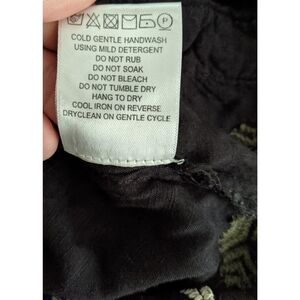 P
COLD GENTLE HANDWASH
USING MILD DETERGENT
DO NOT RUB
DO NOT SOAK
DO NOT BLEACH
DO NOT TUMBLE DRY
HANG TO DRY
COOL IRON ON REVERSE
DRYCLEAN ON GENTLE CYCLE